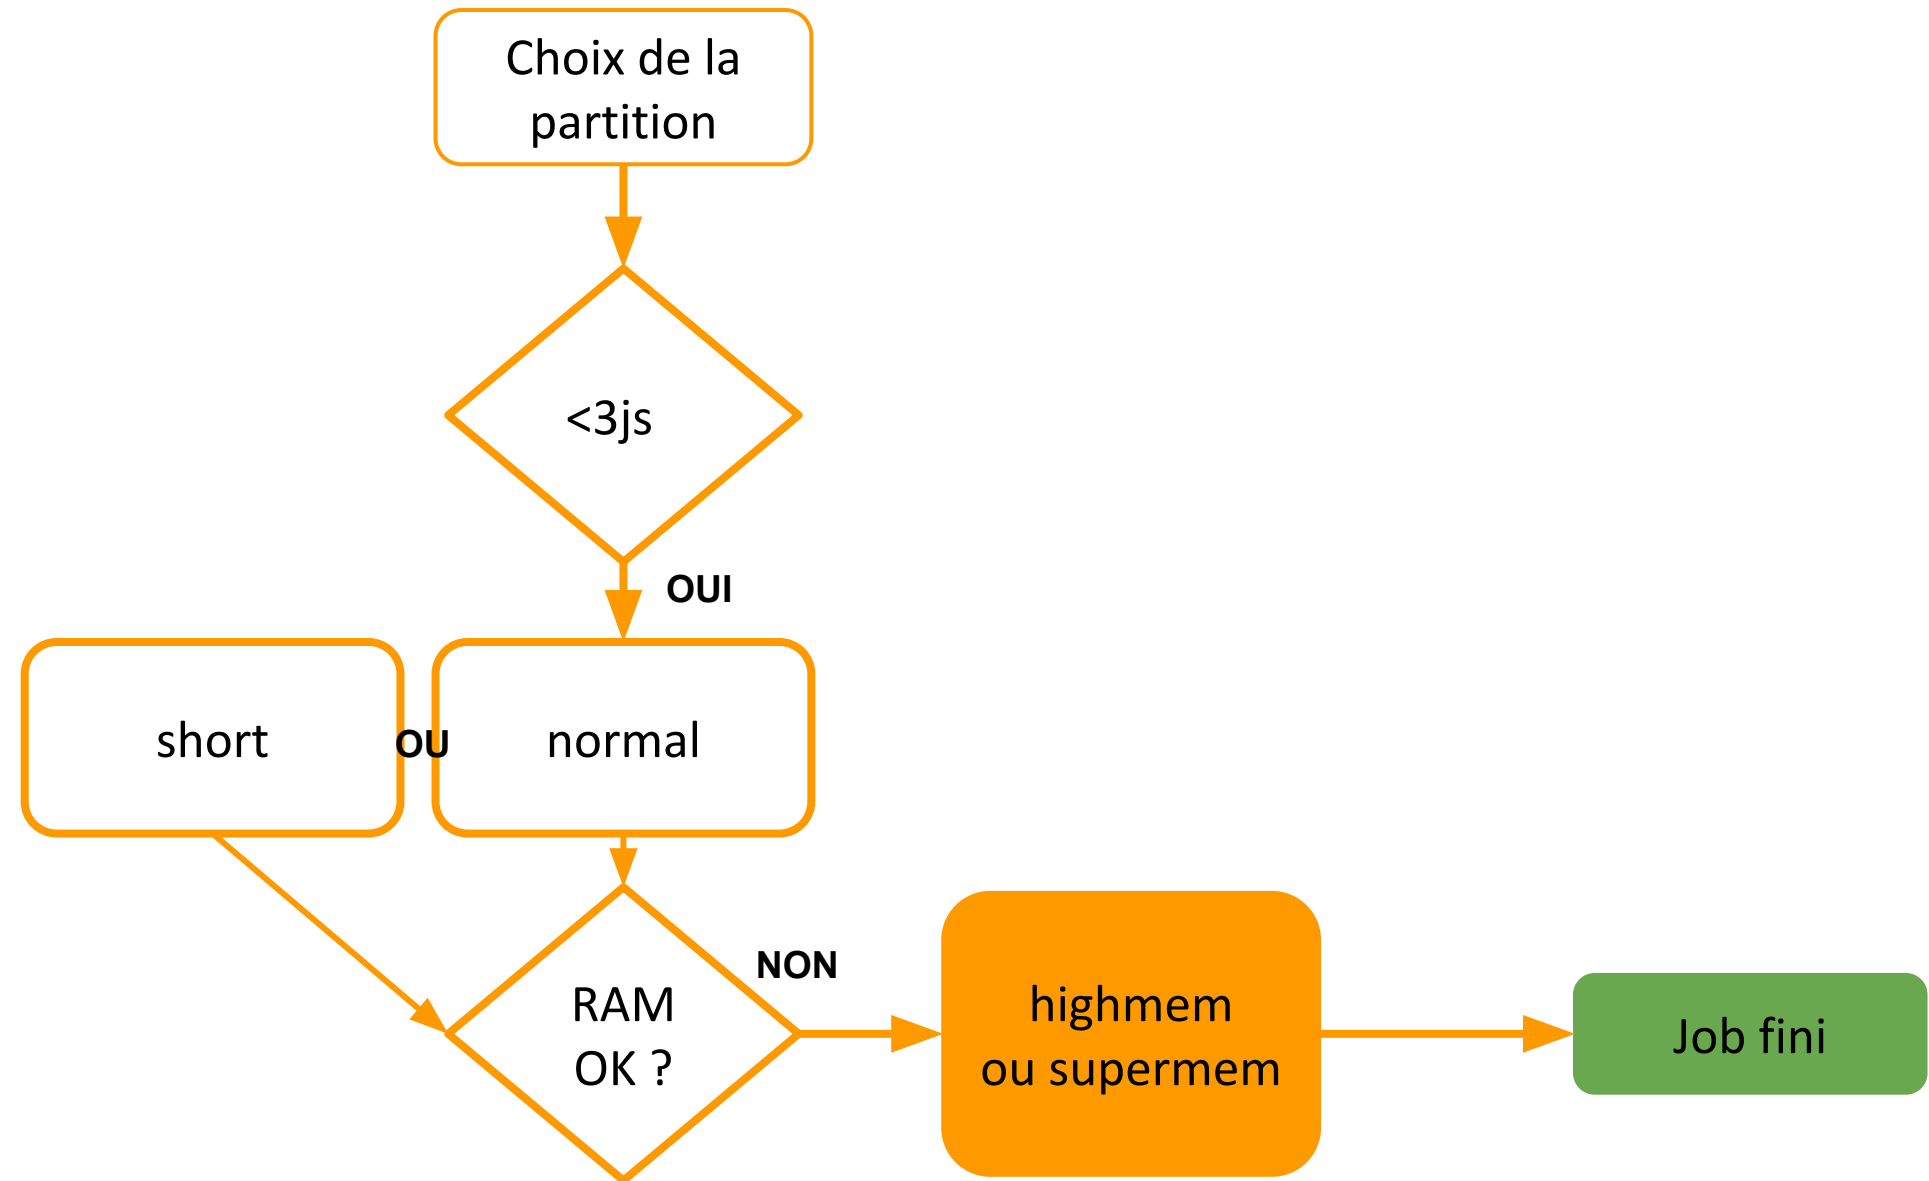 Choix de la
partition
<3js
OUI
short
OU
normal
NON
RAM
OK ?
highmem
ou supermem
Job fini